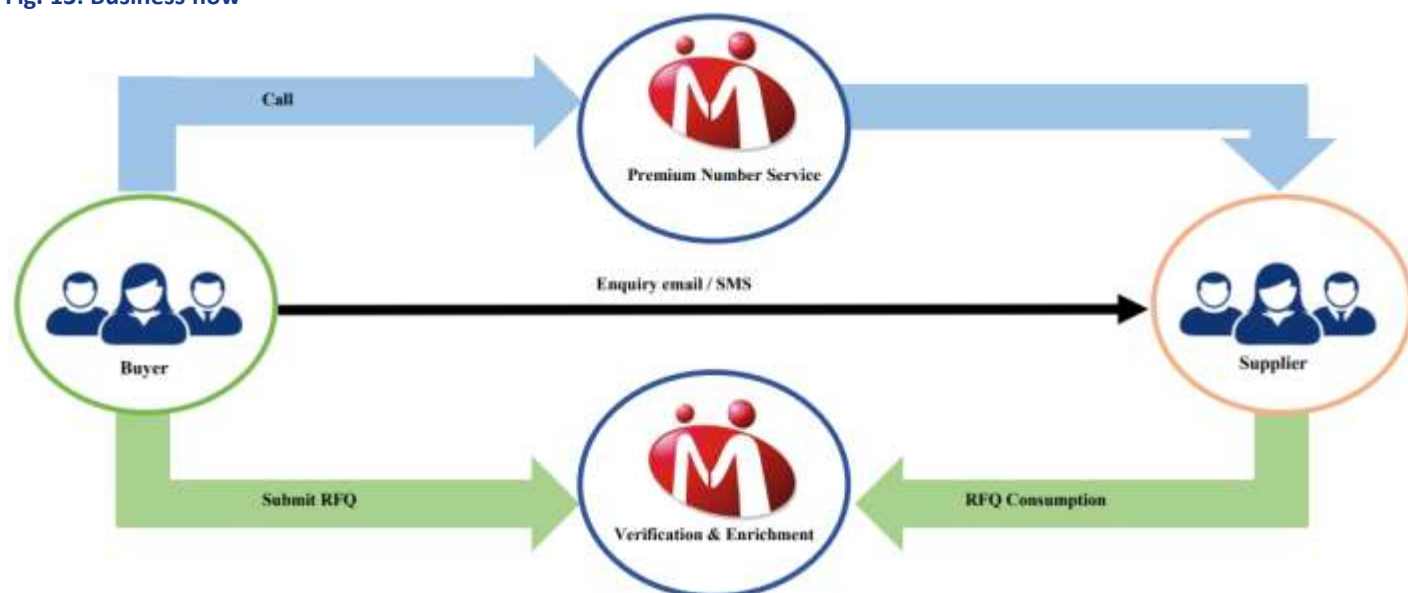 Fig. 15: Business flow
Call
Premium Number Service
Enquiry email / SMS
Buyer
Supplier
Submit RFQ
RFQ Consumption
Verification & Enrichment